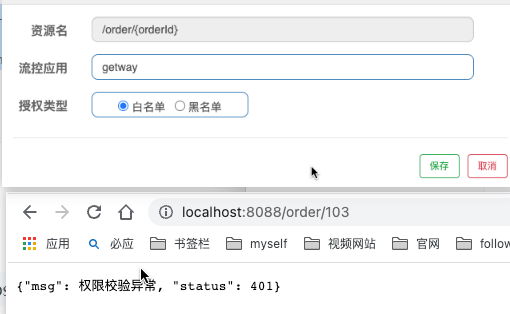 资源名 /order/{orderId}
流控应用 getway
授权类型 白名单 黑名单
保存 取消
localhost:8088/order/103
应用 必应 书签栏 myself 视频网站 官网 follow
{"msg": 权限校验异常, "status": 401}